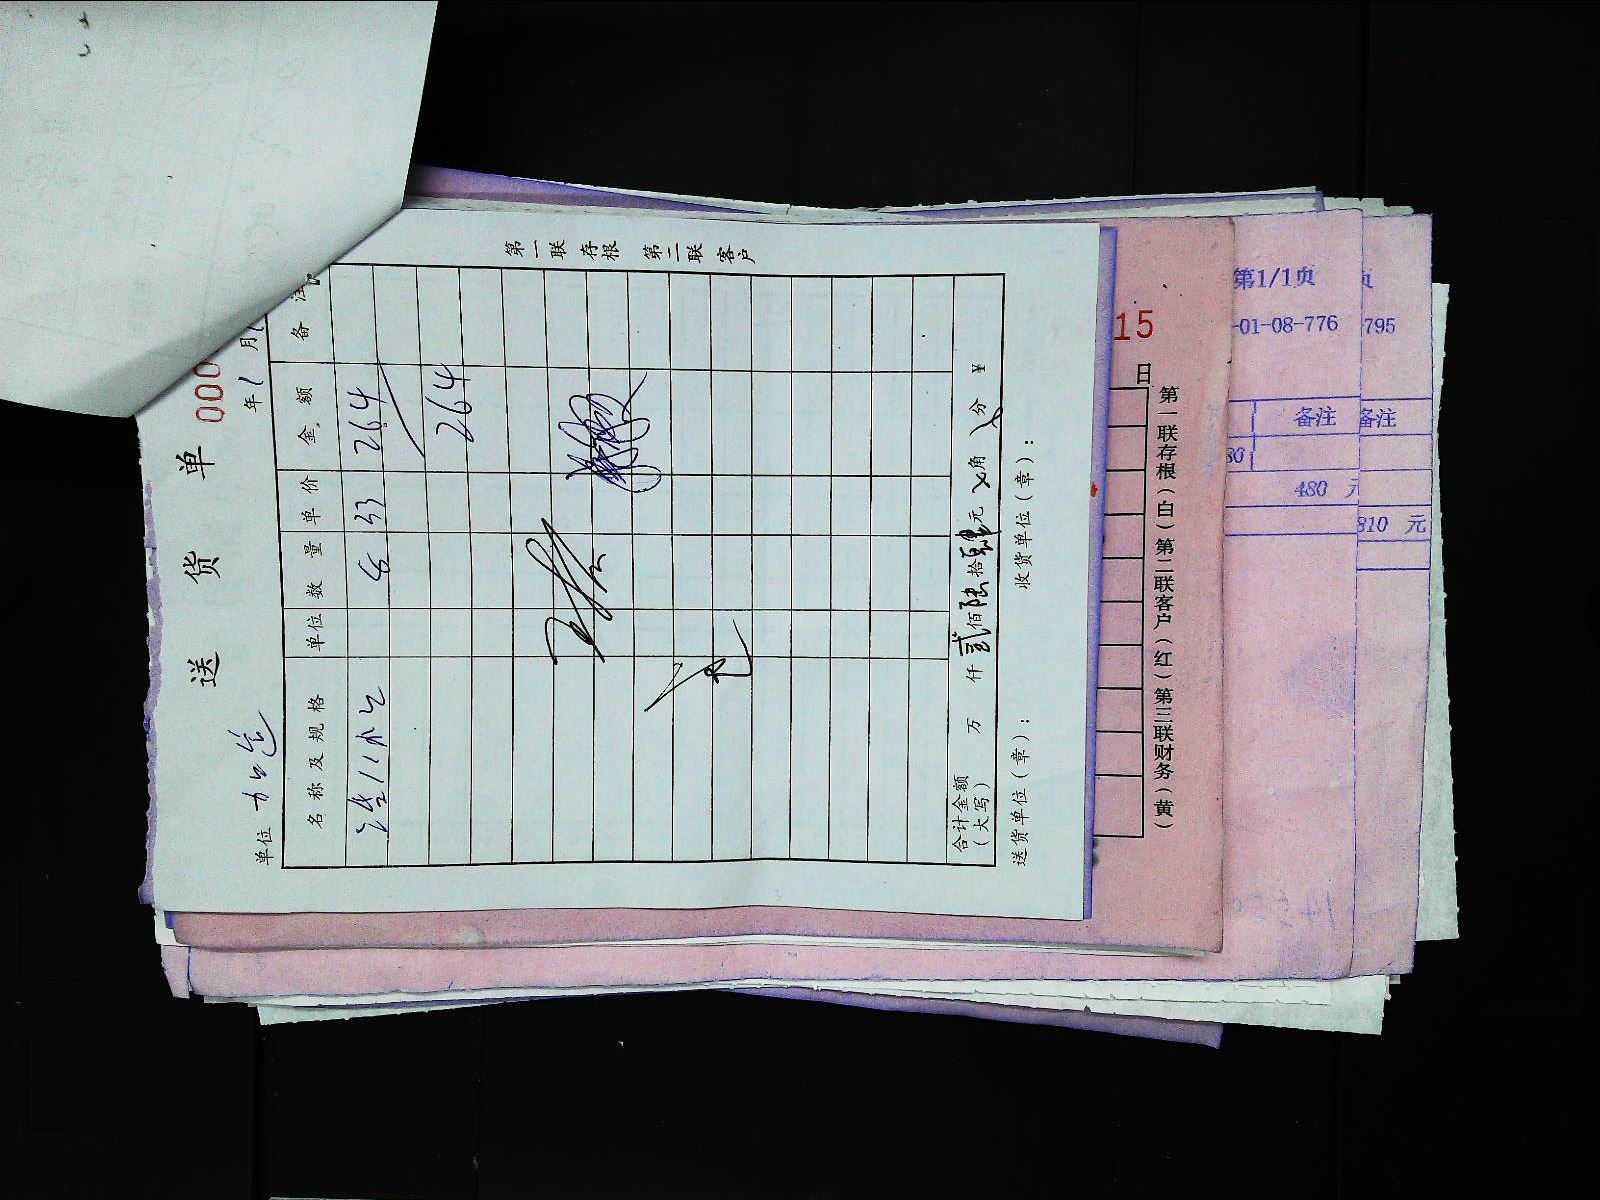 送 货 单
000
单位
年 1 月
名 称 及 规 格 单位 数 量 单 价 金 额 备 注
8 33 264
264
合计金额
（大写） 万 仟 贰佰陆拾肆元 角 分 ¥
送货单位（章）： 收货单位（章）：
第一联 存根 第二联 客户
15
日
第一联存根（白）第二联客户（红）第三联财务（黄）
第1/1页
-01-08-776
备注
80
480 元
页
795
备注
810 元